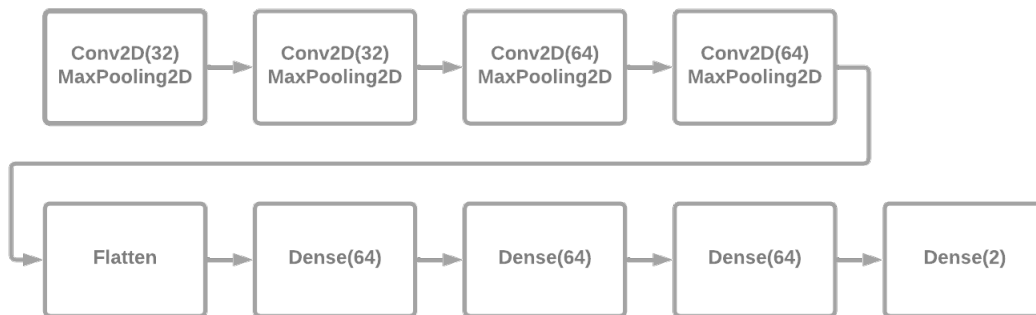 Conv2D(32)
MaxPooling2D
Conv2D(32)
MaxPooling2D
Conv2D(64)
MaxPooling2D
Conv2D(64)
MaxPooling2D
Flatten
Dense(64)
Dense(64)
Dense(64)
Dense(2)